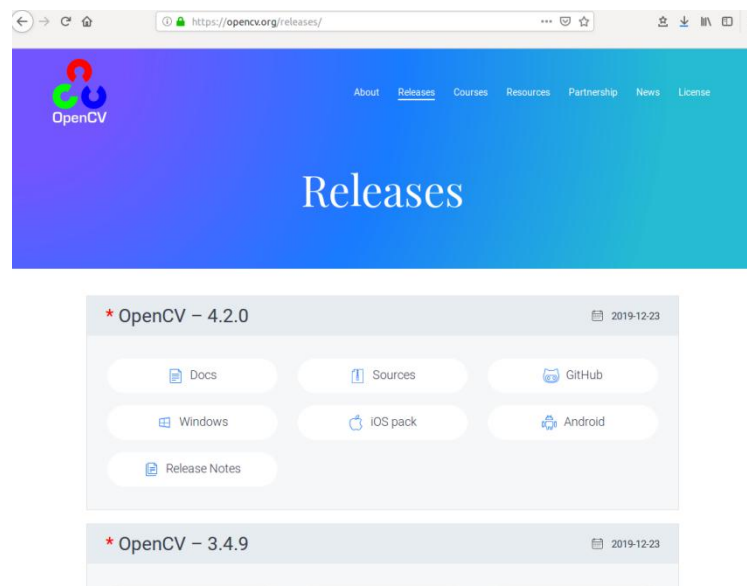 https://opencv.org/releases/
OpenCV
About Releases Courses Resources Partnership News License
Releases
* OpenCV – 4.2.0 2019-12-23
Docs Sources GitHub
Windows iOS pack Android
Release Notes
* OpenCV – 3.4.9 2019-12-23